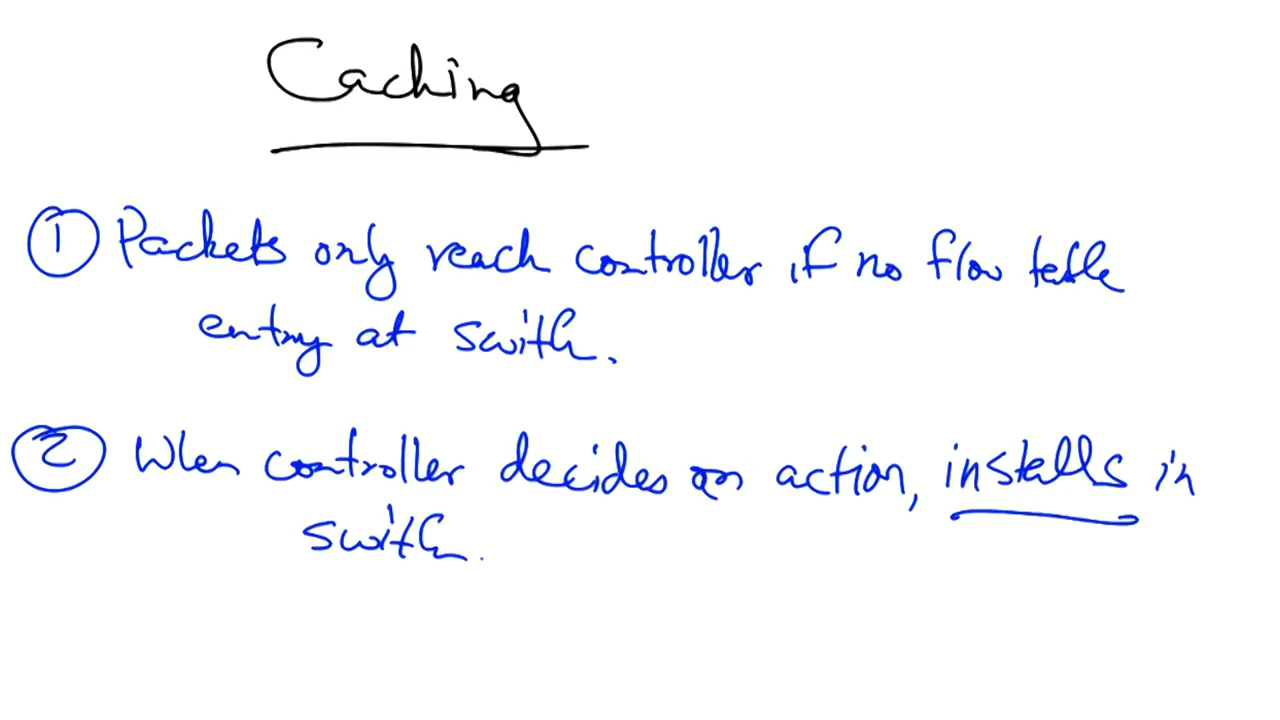 Caching
① Packets only reach controller if no flow table
entry at switch.
② When controller decides on action, installs in
switch.